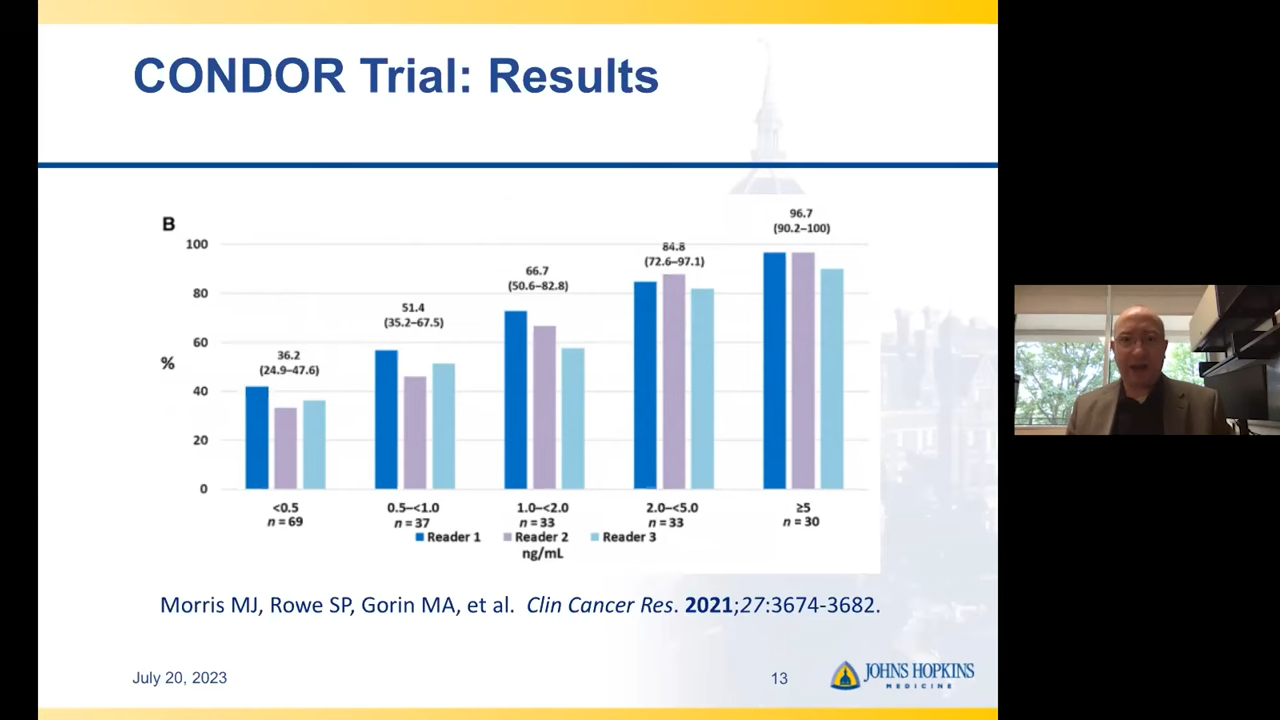 CONDOR Trial: Results
B
96.7
(90.2–100)
84.8
(72.6–97.1)
66.7
(50.6–82.8)
51.4
(35.2–67.5)
36.2
(24.9–47.6)
100
80
60
%
40
20
0
<0.5
n = 69
0.5–<1.0
n = 37
1.0–<2.0
n = 33
2.0–<5.0
n = 33
≥5
n = 30
Reader 1 Reader 2 Reader 3
ng/mL
Morris MJ, Rowe SP, Gorin MA, et al. Clin Cancer Res. 2021;27:3674-3682.
July 20, 2023
13
JOHNS HOPKINS
MEDICINE